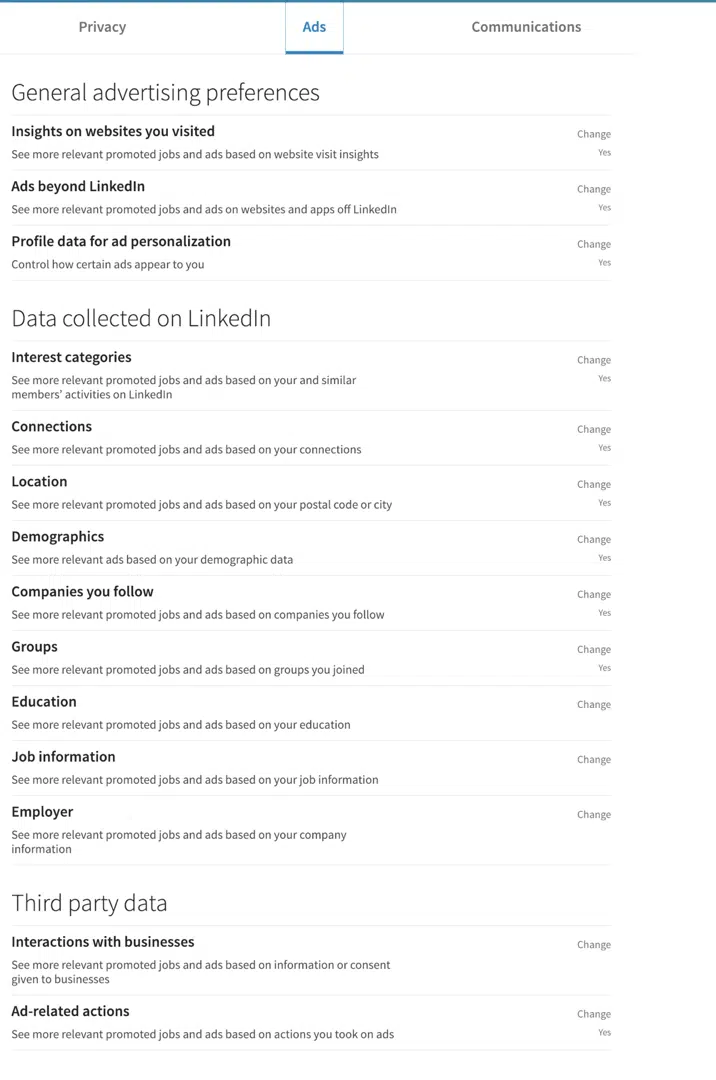 Privacy
Ads
Communications
General advertising preferences
Insights on websites you visited
Change
See more relevant promoted jobs and ads based on website visit insights
Yes
Ads beyond LinkedIn
Change
See more relevant promoted jobs and ads on websites and apps off LinkedIn
Yes
Profile data for ad personalization
Change
Control how certain ads appear to you
Yes
Data collected on LinkedIn
Interest categories
Change
See more relevant promoted jobs and ads based on your and similar
Yes
members' activities on LinkedIn
Connections
Change
See more relevant promoted jobs and ads based on your connections
Yes
Location
Change
See more relevant promoted jobs and ads based on your postal code or city
Yes
Demographics
Change
See more relevant ads based on your demographic data
Yes
Companies you follow
Change
See more relevant promoted jobs and ads based on companies you follow
Yes
Groups
Change
See more relevant promoted jobs and ads based on groups you joined
Yes
Education
Change
See more relevant promoted jobs and ads based on your education
Job information
Change
See more relevant promoted jobs and ads based on your job information
Employer
Change
See more relevant promoted jobs and ads based on your company
information
Third party data
Interactions with businesses
Change
See more relevant promoted jobs and ads based on information or consent
given to businesses
Ad-related actions
Change
See more relevant promoted jobs and ads based on actions you took on ads
Yes